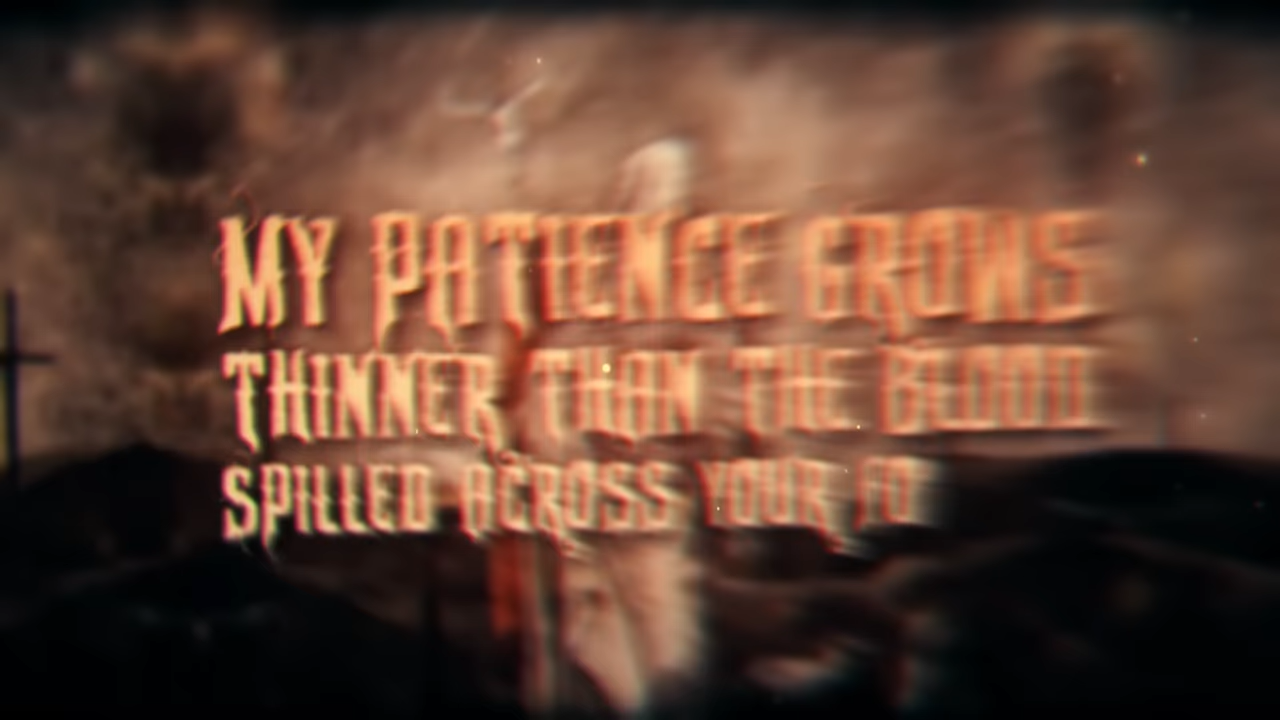 MY PATIENCE GROWS
THINNER THAN THE BLOOD
SPILLED ACROSS YOUR